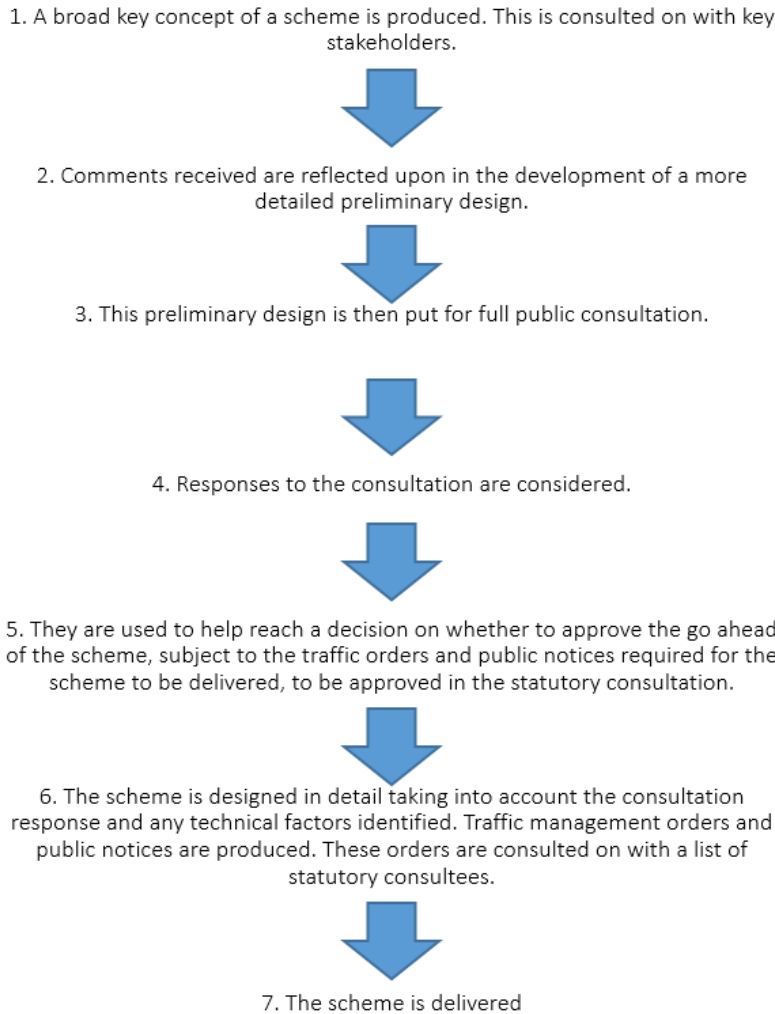 1. A broad key concept of a scheme is produced. This is consulted on with key
stakeholders.
2. Comments received are reflected upon in the development of a more
detailed preliminary design.
3. This preliminary design is then put for full public consultation.
4. Responses to the consultation are considered.
5. They are used to help reach a decision on whether to approve the go ahead
of the scheme, subject to the traffic orders and public notices required for the
scheme to be delivered, to be approved in the statutory consultation.
6. The scheme is designed in detail taking into account the consultation
response and any technical factors identified. Traffic management orders and
public notices are produced. These orders are consulted on with a list of
statutory consultees.
7. The scheme is delivered